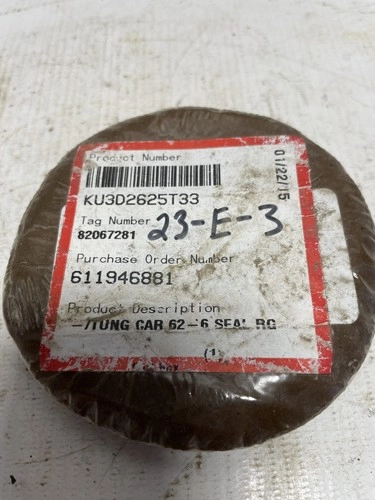 Product Number
01/22/15
KU3D2625T33
Tag Number
82067281
23-E-3
Purchase Order Number
611946881
Product Description
TUNG CAR 62- 6 SEAL RG
(1)